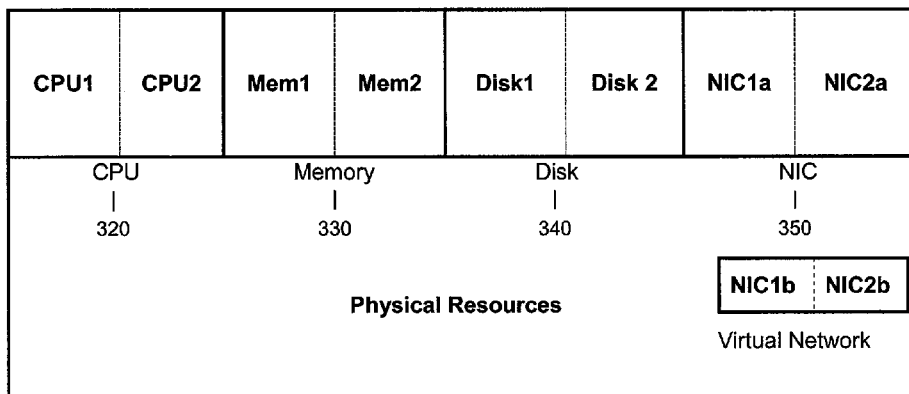 CPU1 CPU2 Mem1 Mem2 Disk1 Disk 2 NIC1a NIC2a
CPU Memory Disk NIC
320 330 340 350
NIC1b NIC2b
Physical Resources
Virtual Network